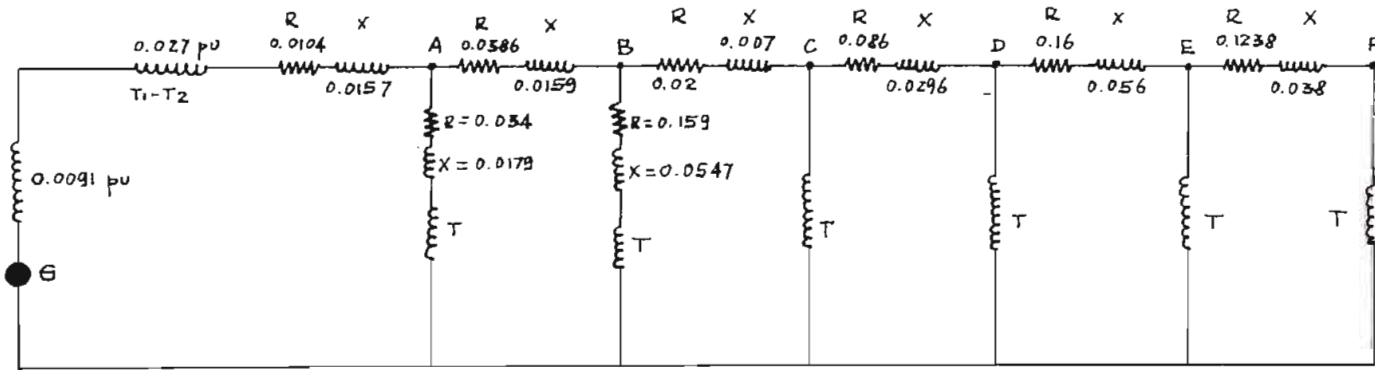 R X R X R X R X R X R X
0.027 pu 0.0104 A 0.0386 B 0.007 C 0.086 D 0.16 E 0.1238 F
T1-T2 0.0157 0.0159 0.02 0.0296 0.056 0.038
R=0.034 R=0.159
X=0.0179 X=0.0547
0.0091 pu
T T T T T T
G